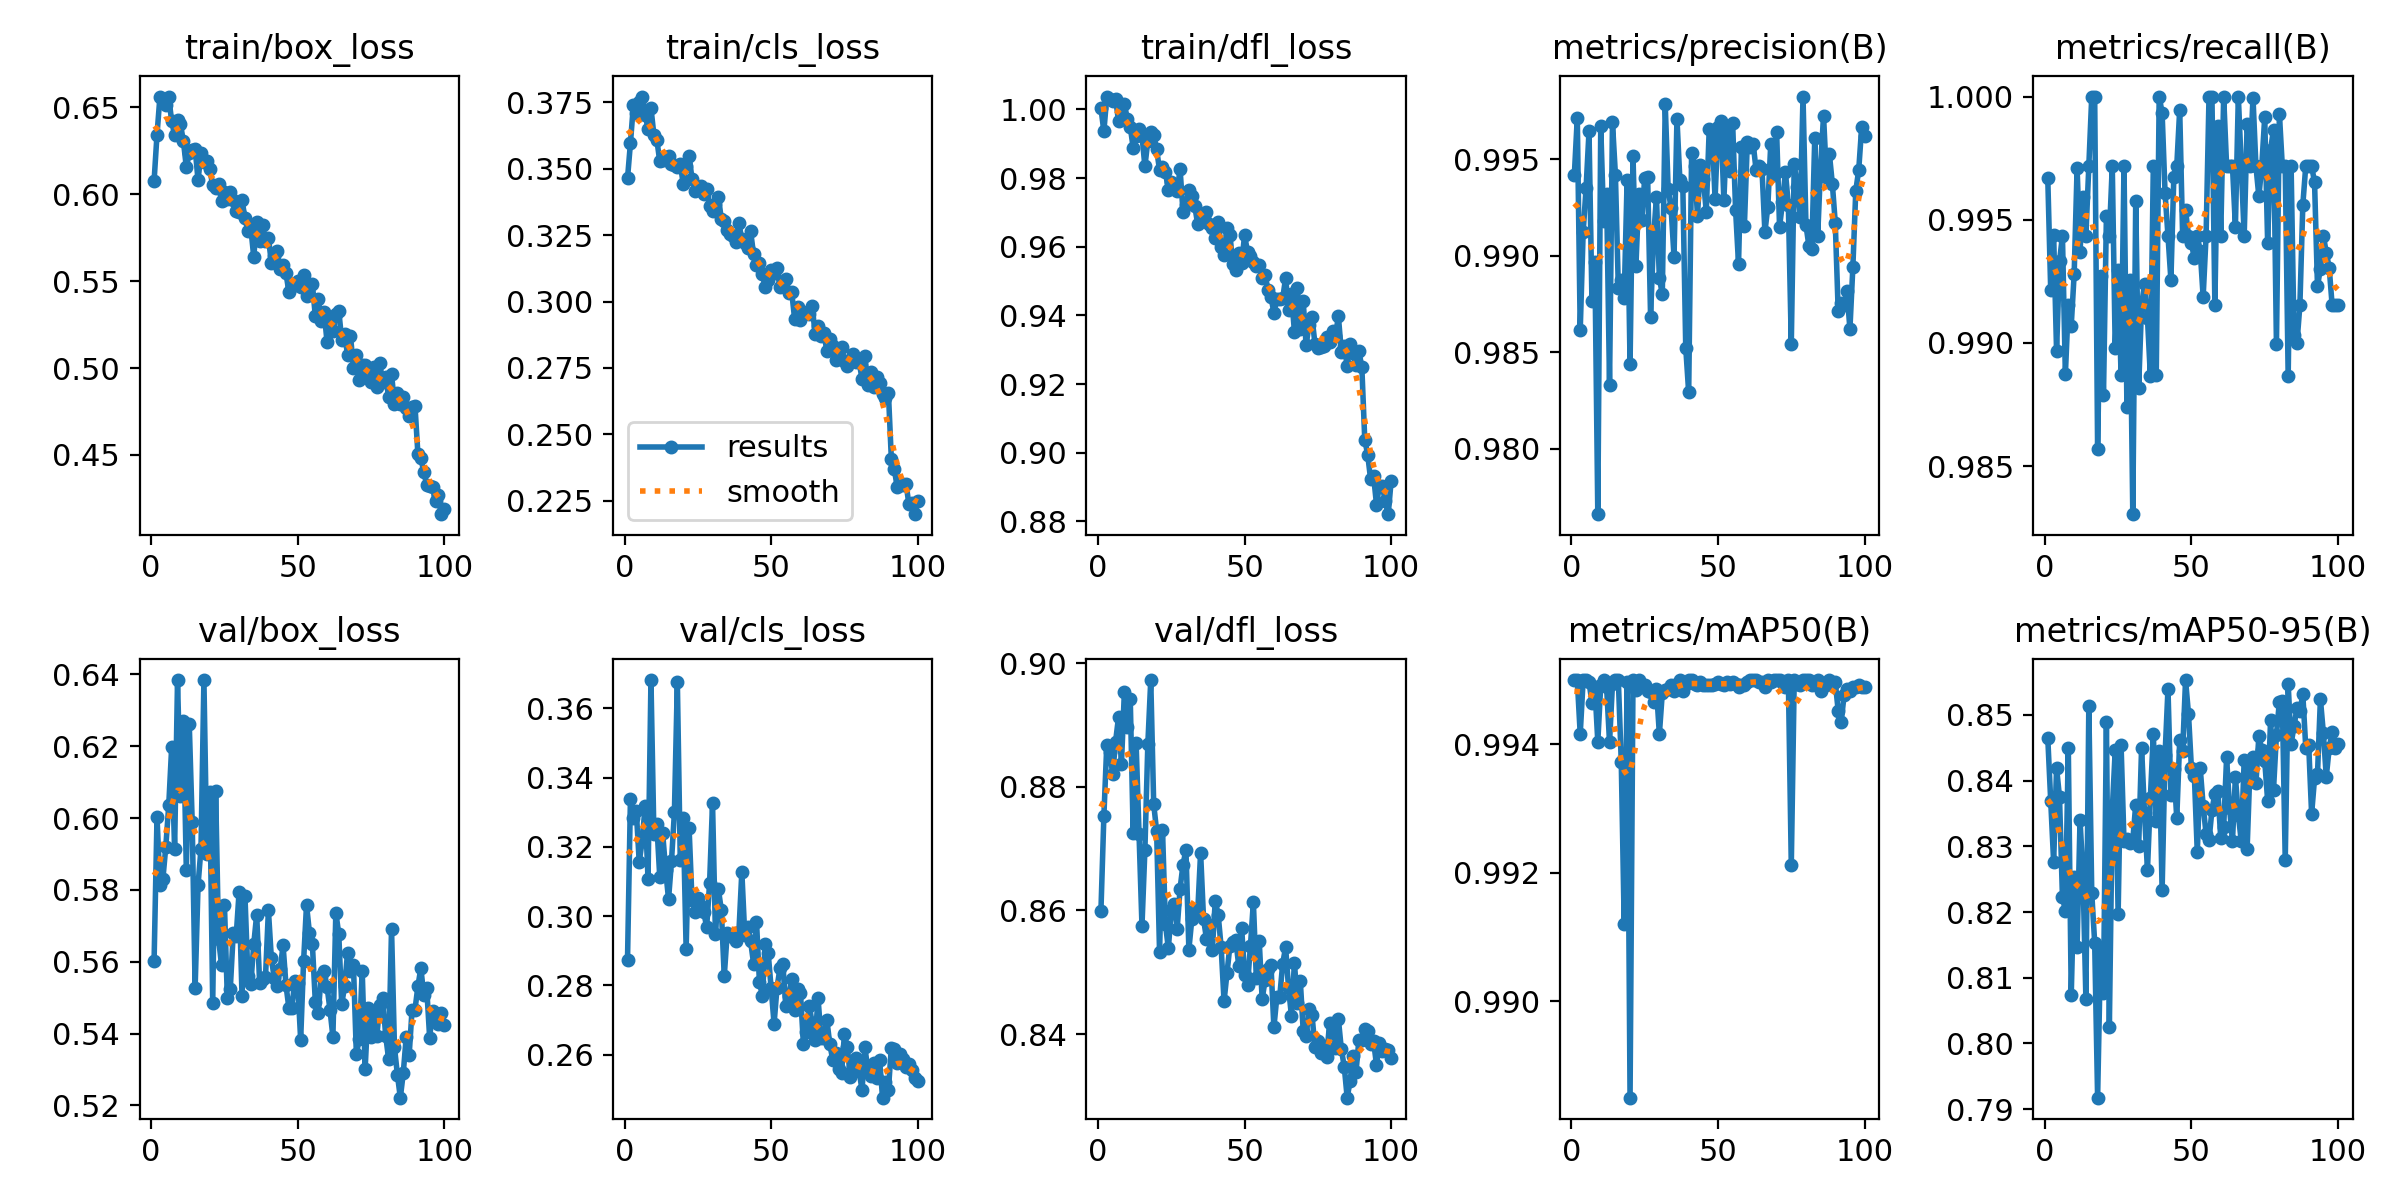 train/box_loss
train/cls_loss
train/dfl_loss
metrics/precision(B)
metrics/recall(B)
0.65
0.60
0.55
0.50
0.45
0 50 100
0.375
0.350
0.325
0.300
0.275
0.250
0.225
results
smooth
0 50 100
1.00
0.98
0.96
0.94
0.92
0.90
0.88
0 50 100
0.995
0.990
0.985
0.980
0 50 100
1.000
0.995
0.990
0.985
0 50 100
val/box_loss
val/cls_loss
val/dfl_loss
metrics/mAP50(B)
metrics/mAP50-95(B)
0.64
0.62
0.60
0.58
0.56
0.54
0.52
0 50 100
0.36
0.34
0.32
0.30
0.28
0.26
0 50 100
0.90
0.88
0.86
0.84
0 50 100
0.994
0.992
0.990
0 50 100
0.85
0.84
0.83
0.82
0.81
0.80
0.79
0 50 100